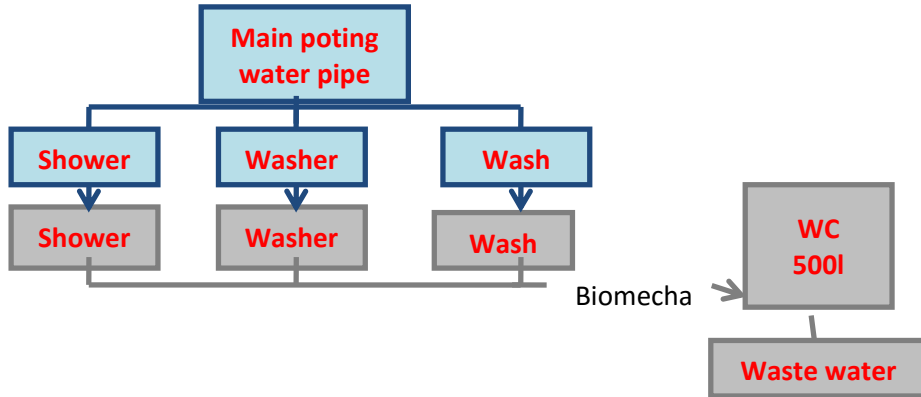 Main poting
water pipe
Shower
Washer
Wash
Shower
Washer
Wash
Biomecha
WC
500l
Waste water